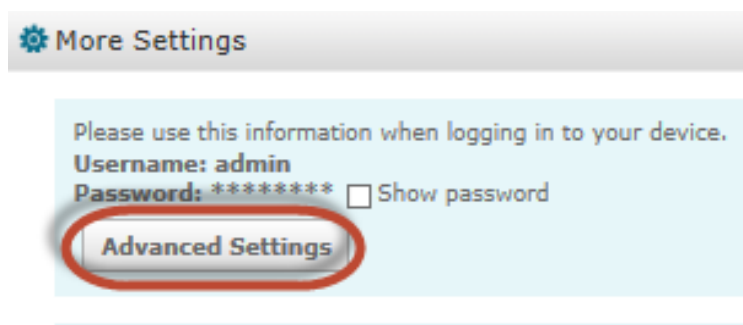 More Settings
Please use this information when logging in to your device.
Username: admin
Password: ******** Show password
Advanced Settings